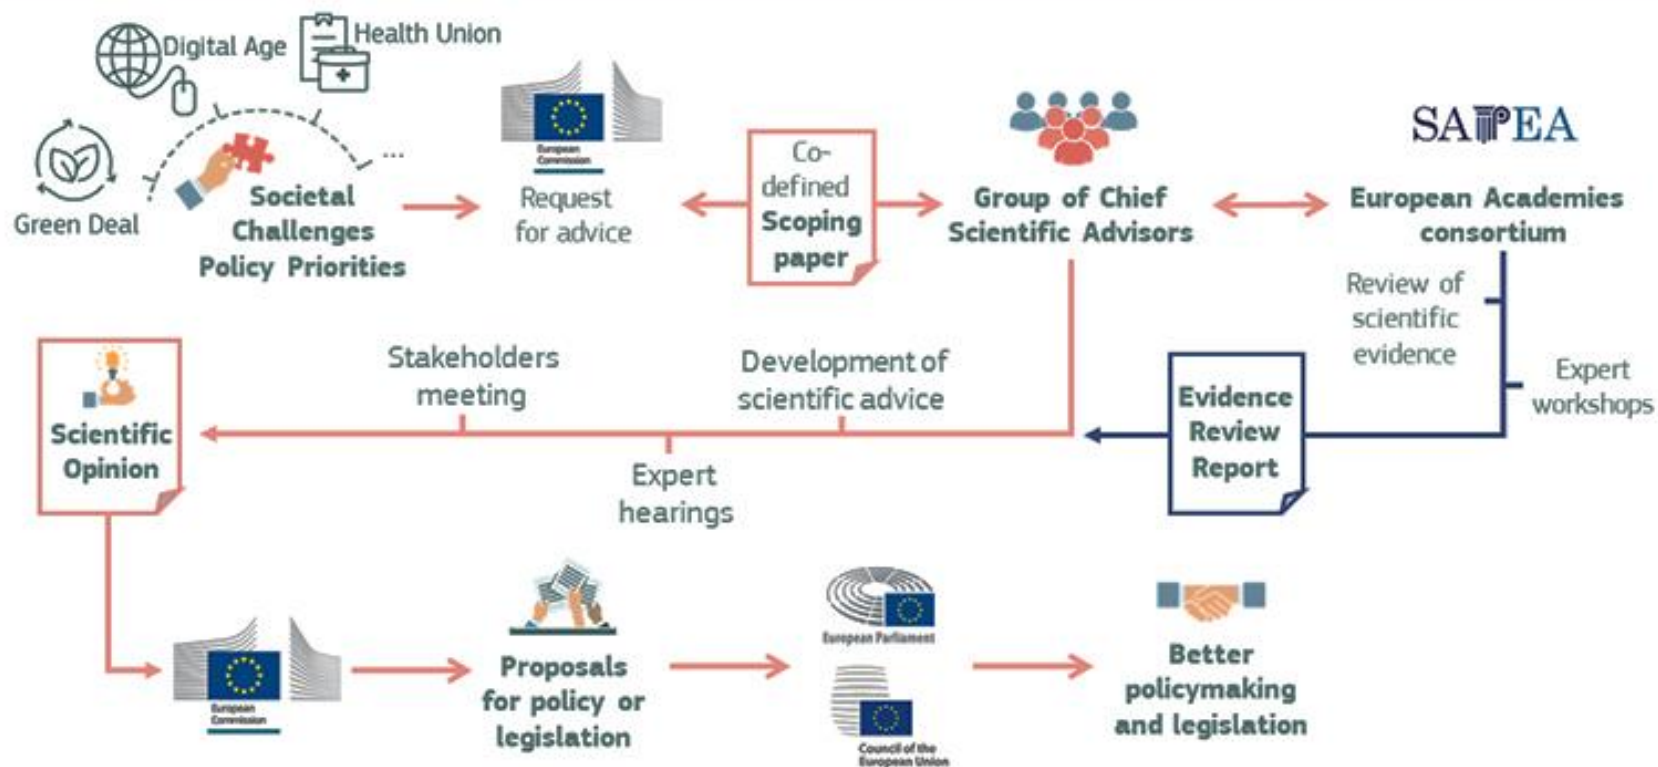 Digital Age
Health Union
Green Deal
...
Societal
Challenges
Policy Priorities
European
Commission
Request
for advice
Co-
defined
Scoping
paper
Group of Chief
Scientific Advisors
SAPEA
European Academies
consortium
Review of
scientific
evidence
Expert
workshops
Evidence
Review
Report
Development of
scientific advice
Expert
hearings
Stakeholders
meeting
Scientific
Opinion
European
Commission
Proposals
for policy or
legislation
European Parliament
Council of the
European Union
Better
policymaking
and legislation